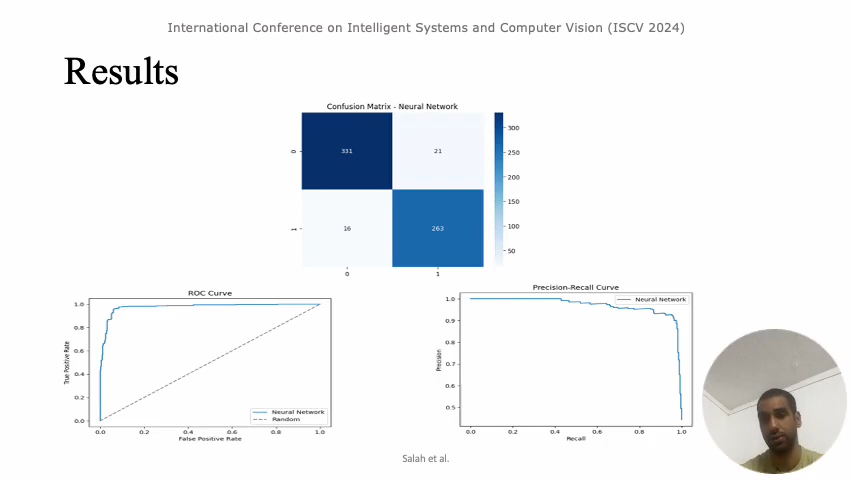 International Conference on Intelligent Systems and Computer Vision (ISCV 2024)
Results
Confusion Matrix - Neural Network
0
331
21
1
16
263
0
1
300
250
200
150
100
50
ROC Curve
True Positive Rate
1.0
0.8
0.6
0.4
0.2
0.0
Neural Network
Random
0.0 0.2 0.4 0.6 0.8 1.0
False Positive Rate
Precision-Recall Curve
Precision
1.0
0.9
0.8
0.7
0.6
0.5
Neural Network
0.0 0.2 0.4 0.6 0.8 1.0
Recall
Salah et al.